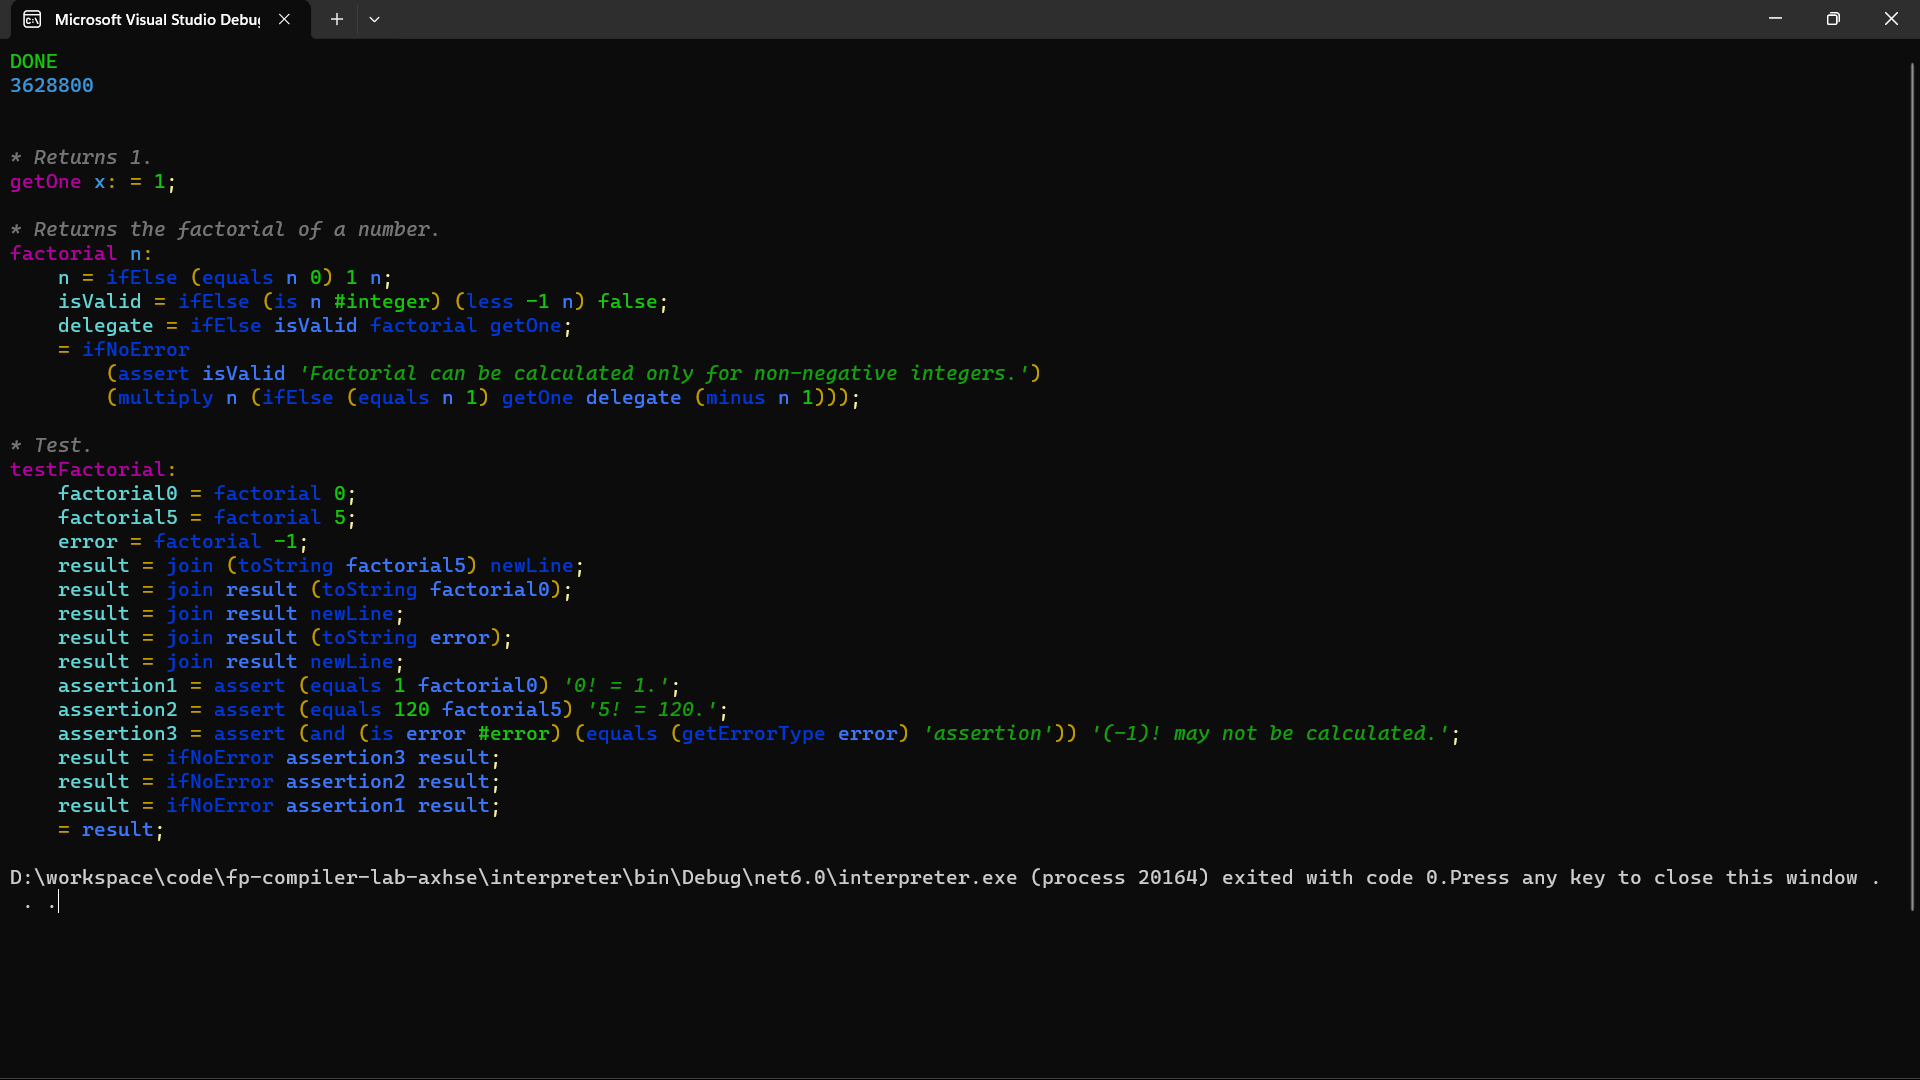 Microsoft Visual Studio Debug
DONE
3628800
* Returns 1.
getOne x: = 1;
* Returns the factorial of a number.
factorial n:
    n = ifElse (equals n 0) 1 n;
    isValid = ifElse (is n #integer) (less -1 n) false;
    delegate = ifElse isValid factorial getOne;
    = ifNoError
        (assert isValid 'Factorial can be calculated only for non-negative integers.')
        (multiply n (ifElse (equals n 1) getOne delegate (minus n 1)));
* Test.
testFactorial:
    factorial0 = factorial 0;
    factorial5 = factorial 5;
    error = factorial -1;
    result = join (toString factorial5) newLine;
    result = join result (toString factorial0);
    result = join result newLine;
    result = join result (toString error);
    result = join result newLine;
    assertion1 = assert (equals 1 factorial0) '0! = 1.';
    assertion2 = assert (equals 120 factorial5) '5! = 120.';
    assertion3 = assert (and (is error #error) (equals (getErrorType error) 'assertion')) '(-1)! may not be calculated.';
    result = ifNoError assertion3 result;
    result = ifNoError assertion2 result;
    result = ifNoError assertion1 result;
    = result;
D:\workspace\code\fp-compiler-lab-axhse\interpreter\bin\Debug\net6.0\interpreter.exe (process 20164) exited with code 0.Press any key to close this window .
 . .